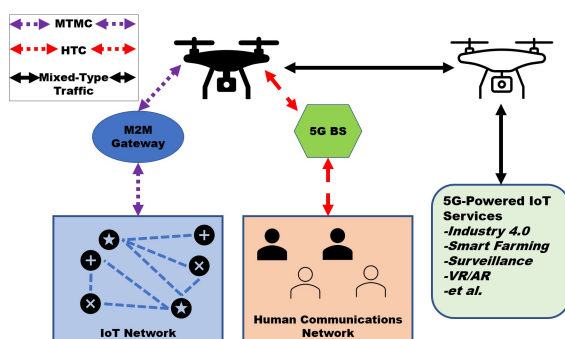 MTMC
HTC
Mixed-Type
Traffic
M2M
Gateway
5G BS
5G-Powered IoT
Services
-Industry 4.0
-Smart Farming
-Surveillance
-VR/AR
-et al.
IoT Network
Human Communications
Network